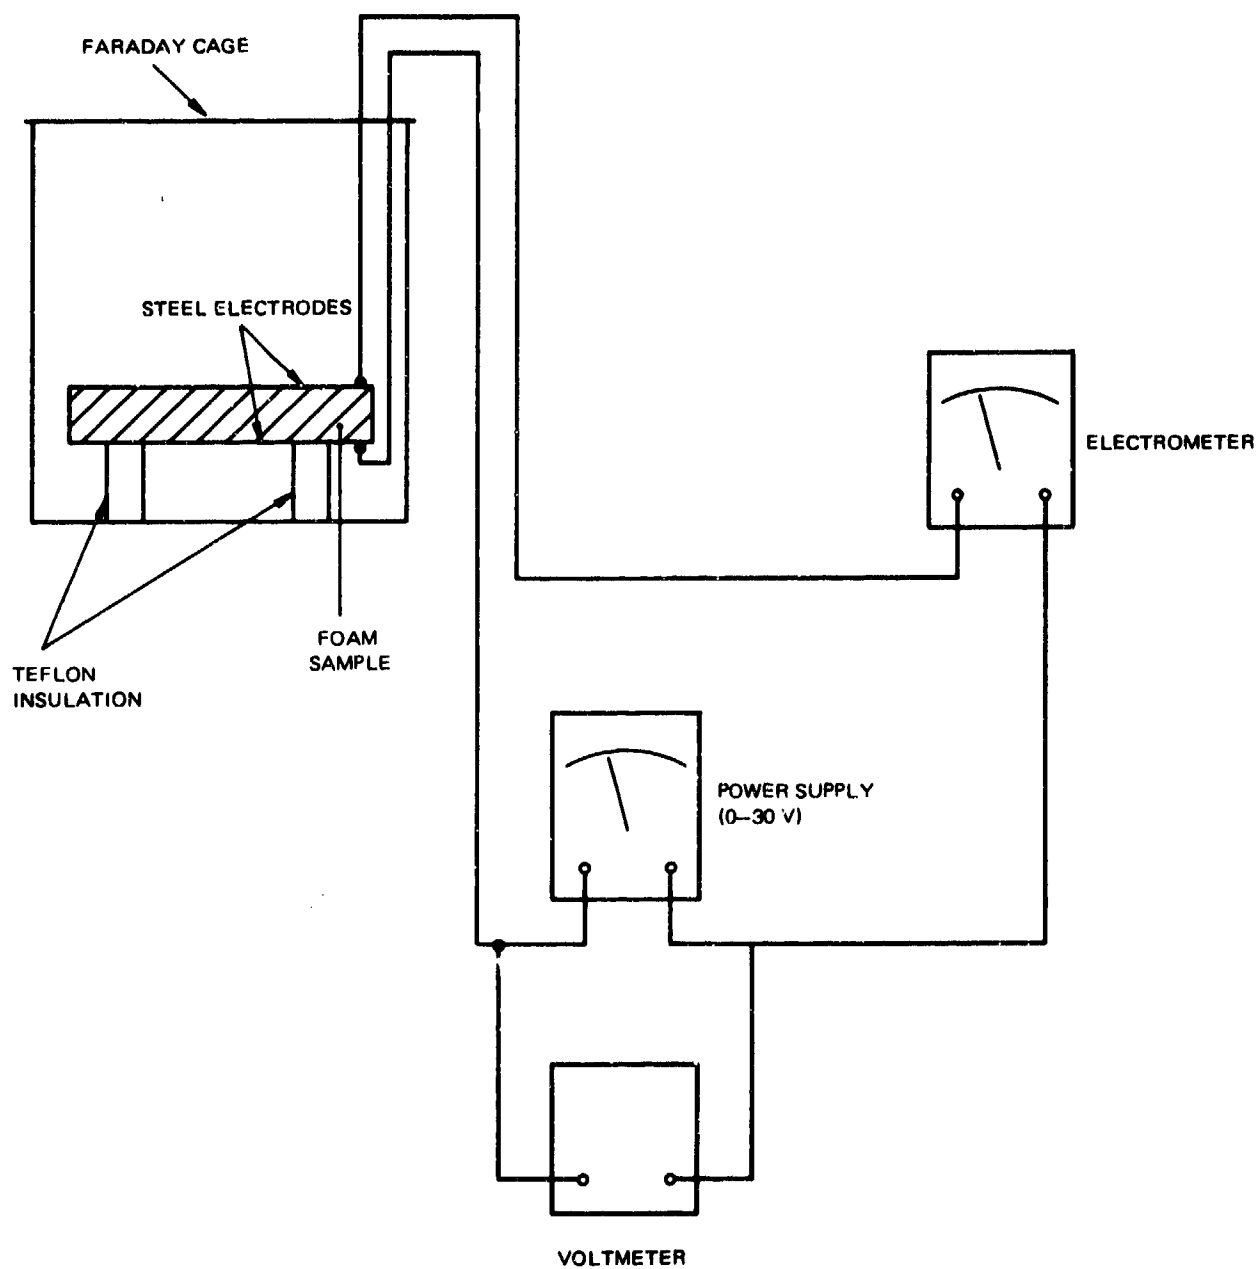 FARADAY CAGE
STEEL ELECTRODES
ELECTROMETER
FOAM
SAMPLE
TEFLON
INSULATION
POWER SUPPLY
(0–30 V)
VOLTMETER